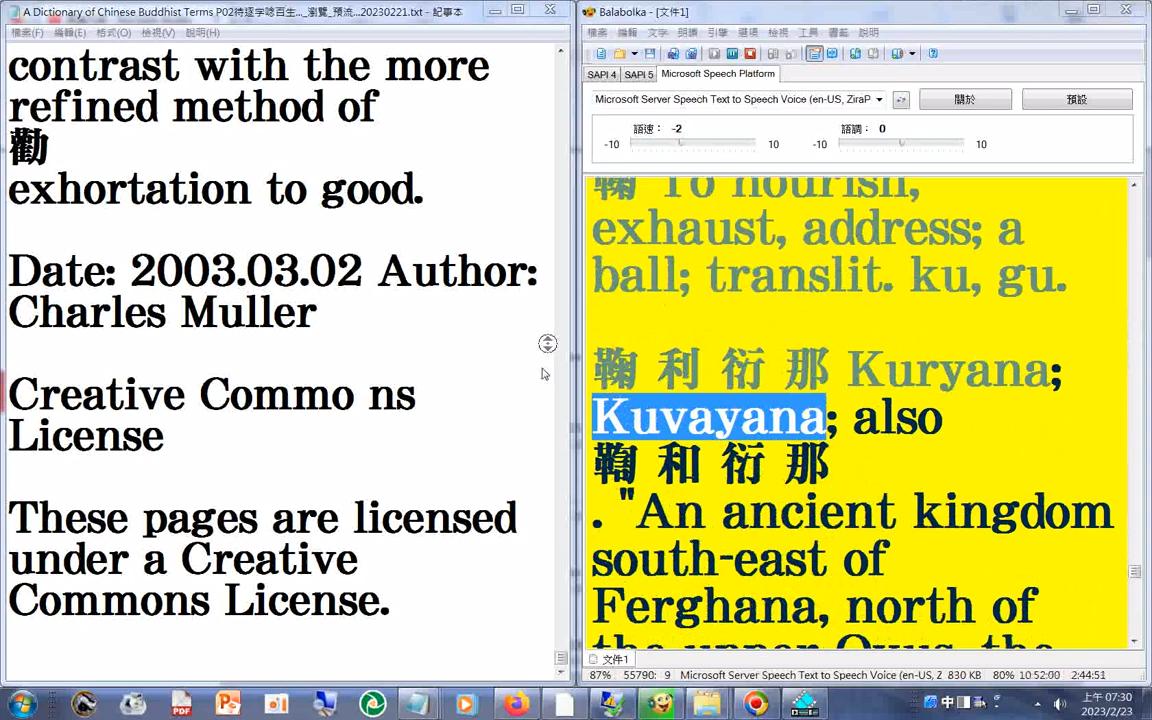 A Dictionary of Chinese Buddhist Terms P02待逐学唸百生..._瀏覽_預流...20230221.txt - 記事本
檔案(F) 編輯(E) 格式(O) 檢視(V) 說明(H)
contrast with the more
refined method of
勸
exhortation to good.
Date: 2003.03.02 Author:
Charles Muller
Creative Commo ns
License
These pages are licensed
under a Creative
Commons License.
Balabolka - [文件1]
檔案 編輯 文字 朗讀 引擎 選項 檢視 工具 書籤 說明
SAPI 4 SAPI 5 Microsoft Speech Platform
Microsoft Server Speech Text to Speech Voice (en-US, ZiraP
關於
預設
語速： -2 語調： 0
-10 10 -10 10
鞠 To nourish,
exhaust, address; a
ball; translit. ku, gu.
鞠 利 衍 那 Kuryana;
Kuvayana; also
鞠 和 衍 那
. "An ancient kingdom
south-east of
Ferghana, north of
the upper Oxus, the
文件1
87% 55790: 9 Microsoft Server Speech Text to Speech Voice (en-U, Z 830 KB 80% 10:52:00 2:44:51
中
上午 07:30
2023/2/23